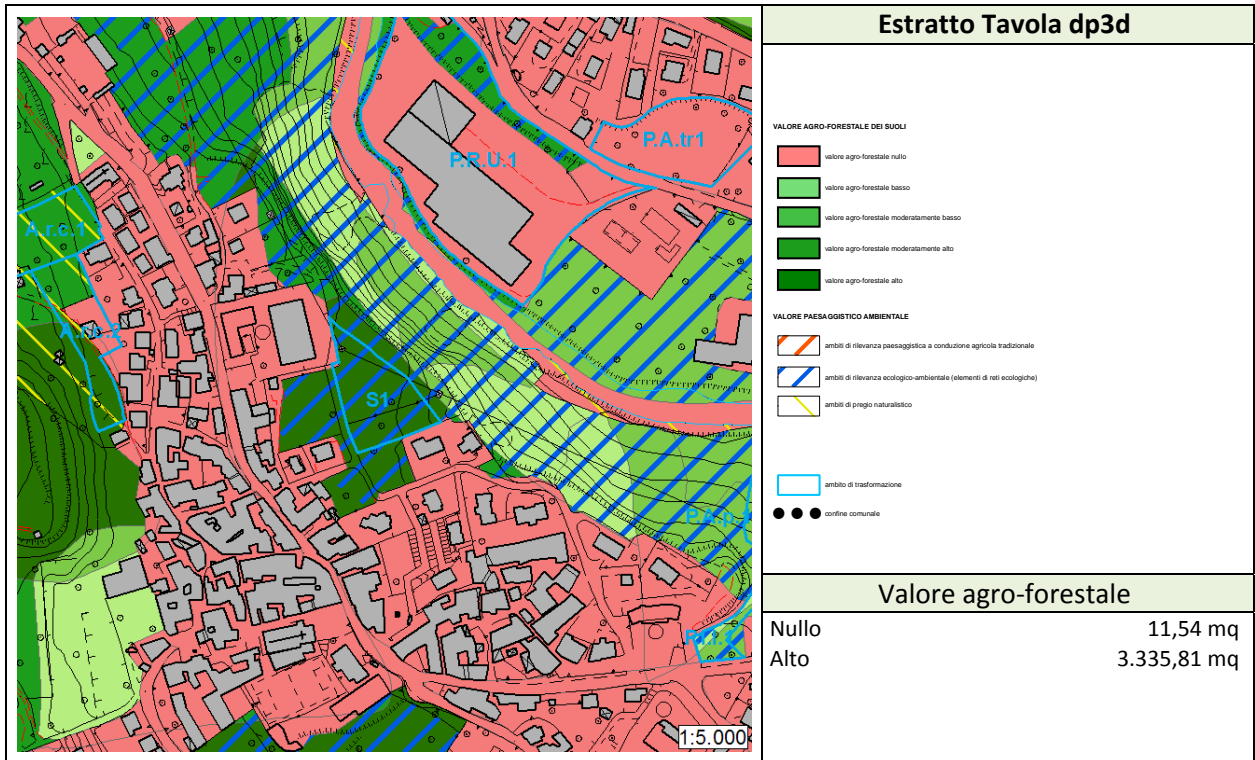 P.R.U.1
P.A.tr1
A.r.c.1
S1
1:5.000
Estratto Tavola dp3d
VALORE AGRO-FORESTALE DEI SUOLI
valore agro-forestale nullo
valore agro-forestale basso
valore agro-forestale moderatamente basso
valore agro-forestale moderatamente alto
valore agro-forestale alto
VALORE PAESAGGISTICO AMBIENTALE
ambiti di rilevanza paesaggistica a conduzione agricola tradizionale
ambiti di rilevanza ecologico-ambientale (elementi di reti ecologiche)
ambiti di pregio naturalistico
ambito di trasformazione
confine comunale
Valore agro-forestale
Nullo 11,54 mq
Alto 3.335,81 mq